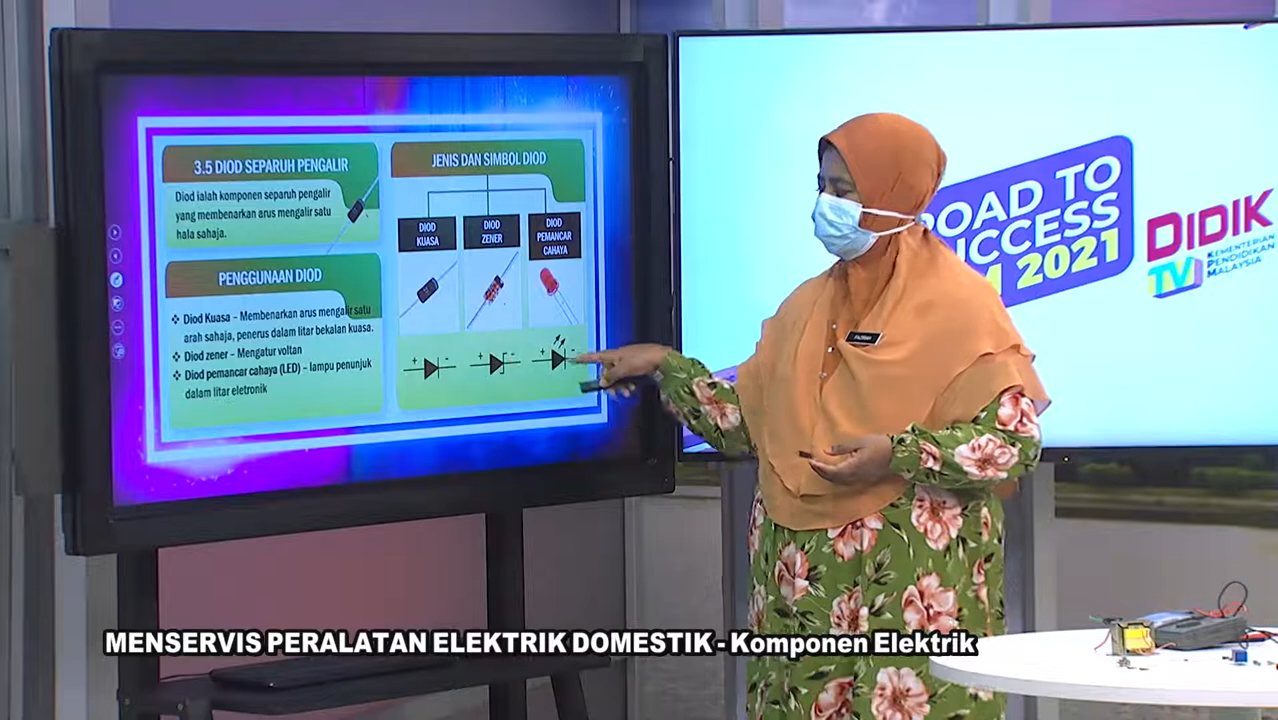 3.5 DIOD SEPARUH PENGALIR
Diod ialah komponen separuh pengalir
yang membenarkan arus mengalir satu
hala sahaja.
PENGGUNAAN DIOD
❖ Diod Kuasa – Membenarkan arus mengalir satu
arah sahaja, penerus dalam litar bekalan kuasa.
❖ Diod zener – Mengatur voltan
❖ Diod pemancar cahaya (LED) – lampu penunjuk
dalam litar eletronik
JENIS DAN SIMBOL DIOD
DIOD
KUASA
DIOD
ZENER
DIOD
PEMANCAR
CAHAYA
+ -
+ -
+ -
ROAD TO
2021
DIDIK
TV
KEMENTERIAN
PENDIDIKAN
MALAYSIA
MENSERVIS PERALATAN ELEKTRIK DOMESTIK - Komponen Elektrik